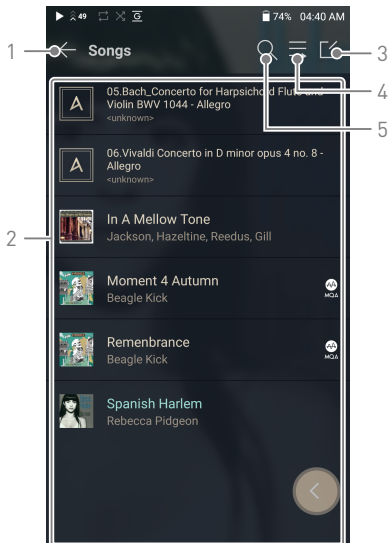 49 G 74% 04:40 AM
1 Songs 3
4
5
05.Bach_Concerto for Harpsichord Flute and
Violin BWV 1044 - Allegro
<unknown>
06.Vivaldi Concerto in D minor opus 4 no. 8 -
Allegro
<unknown>
2
In A Mellow Tone
Jackson, Hazeltine, Reedus, Gill
Moment 4 Autumn
Beagle Kick
MQA
Remenbrance
Beagle Kick
MQA
Spanish Harlem
Rebecca Pidgeon